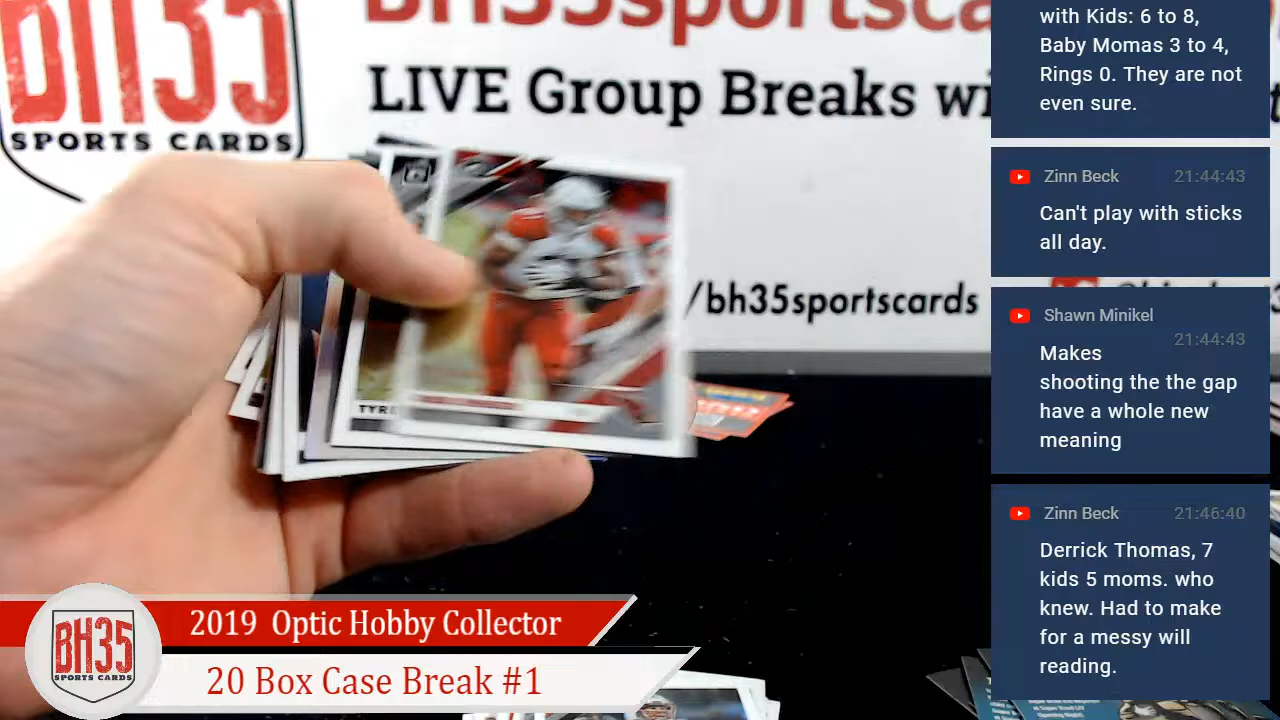 BH35sportsca
LIVE Group Breaks wi
BH35
SPORTS CARDS
/bh35sportscards
TYR
with Kids: 6 to 8,
Baby Momas 3 to 4,
Rings 0. They are not
even sure.
Zinn Beck 21:44:43
Can't play with sticks
all day.
Shawn Minikel
21:44:43
Makes
shooting the the gap
have a whole new
meaning
Zinn Beck 21:46:40
Derrick Thomas, 7
kids 5 moms. who
knew. Had to make
for a messy will
reading.
2019 Optic Hobby Collector
20 Box Case Break #1
BH35
SPORTS CARDS